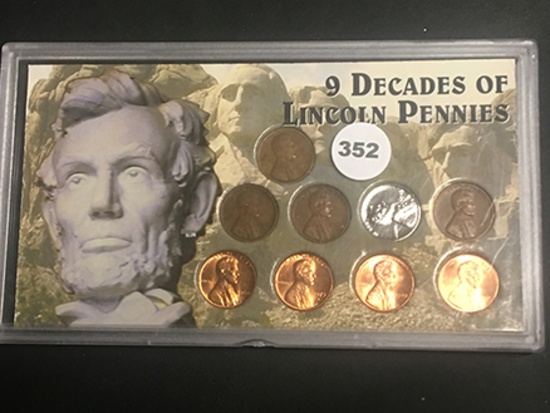 9 DECADES OF
LINCOLN PENNIES
352